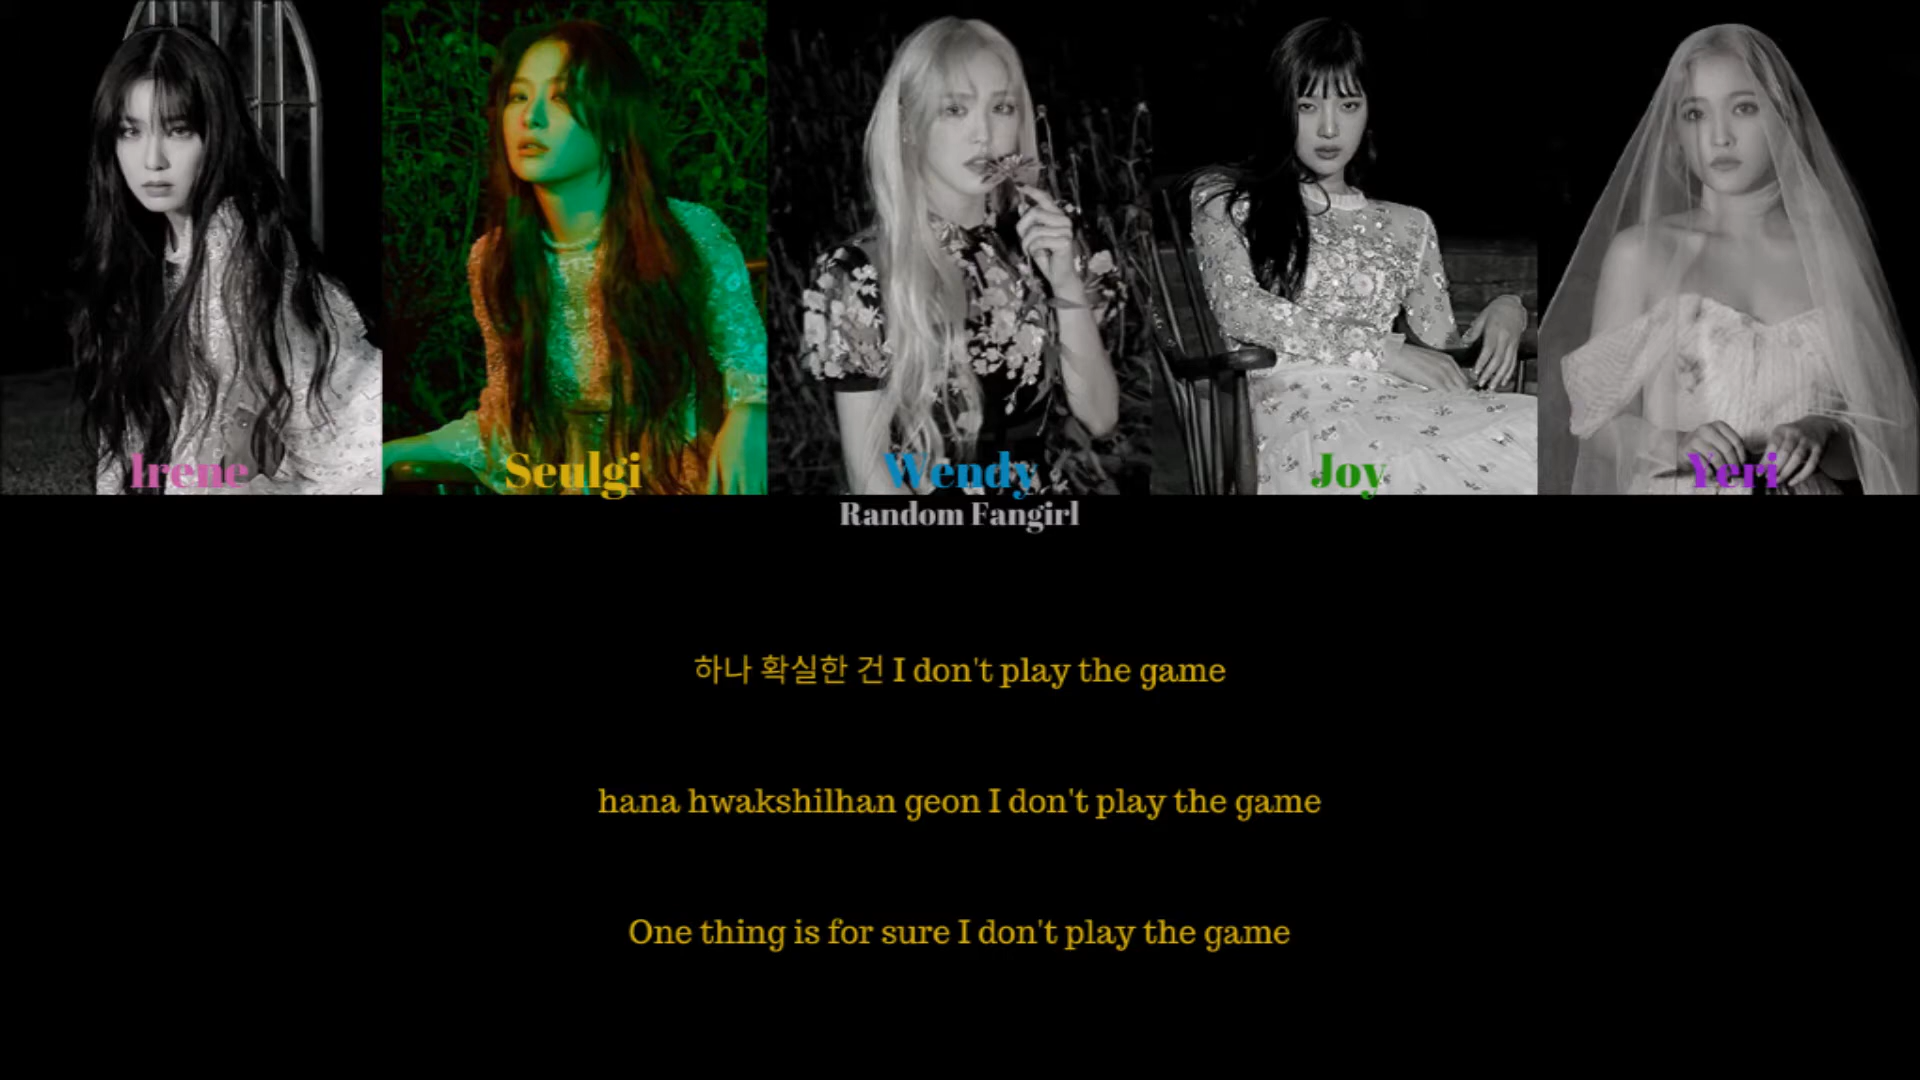 Irene
Seulgi
Wendy
Joy
Yeri
Random Fangirl
하나 확실한 건 I don't play the game
hana hwakshilhan geon I don't play the game
One thing is for sure I don't play the game